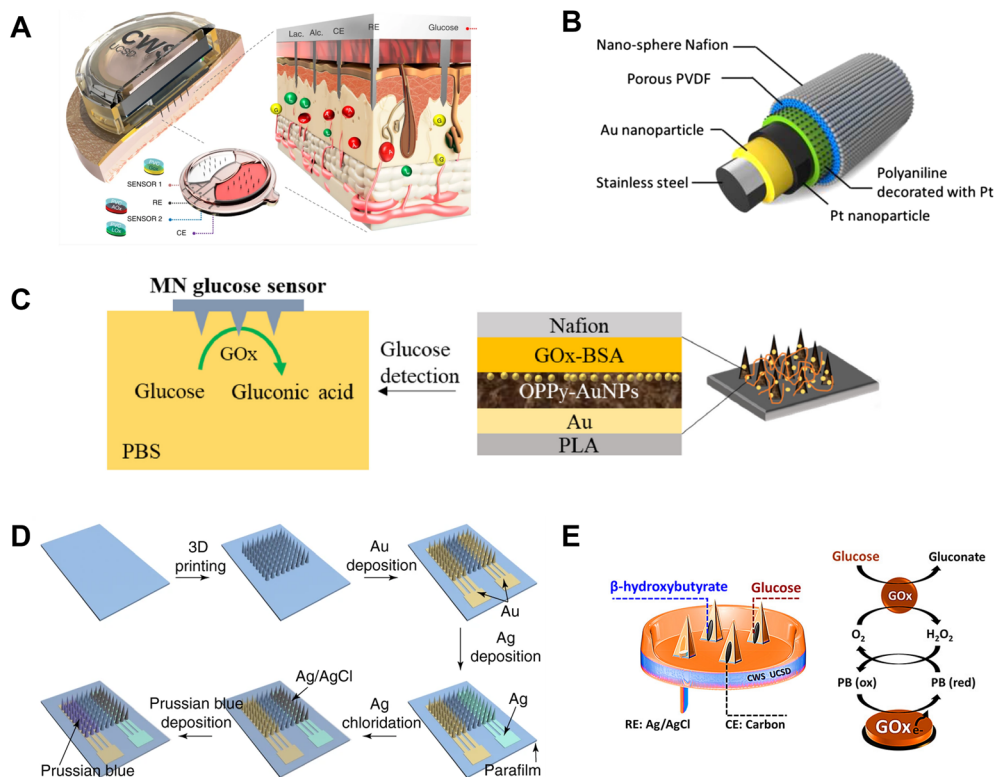 A
CWS
UCSD
Lac.
Alc.
CE
RE
Glucose
G
G
G
G
SENSOR 1
RE
AOx
SENSOR 2
LOx
CE
B
Nano-sphere Nafion
Porous PVDF
Au nanoparticle
Stainless steel
Polyaniline
decorated with Pt
Pt nanoparticle
C
MN glucose sensor
GOx
Glucose
Gluconic acid
PBS
Glucose
detection
Nafion
GOx-BSA
OPPy-AuNPs
Au
PLA
D
3D
printing
Au
deposition
Au
Ag
deposition
Ag
Parafilm
Ag
chloridation
Ag/AgCl
Prussian blue
deposition
Prussian blue
E
β-hydroxybutyrate
Glucose
CWS UCSD
RE: Ag/AgCl
CE: Carbon
Glucose
Gluconate
GOx
O₂
H₂O₂
PB (ox)
PB (red)
GOx
e-